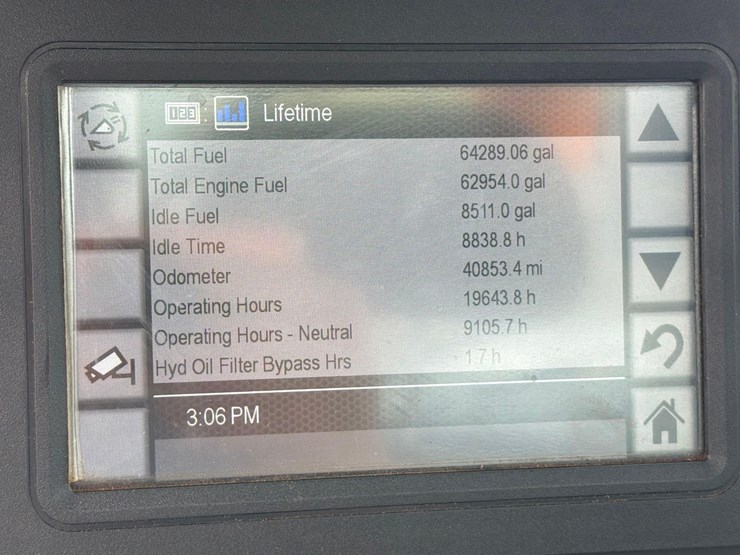 123 : Lifetime
Total Fuel 64289.06 gal
Total Engine Fuel 62954.0 gal
Idle Fuel 8511.0 gal
Idle Time 8838.8 h
Odometer 40853.4 mi
Operating Hours 19643.8 h
Operating Hours - Neutral 9105.7 h
Hyd Oil Filter Bypass Hrs 1.7 h
3:06 PM